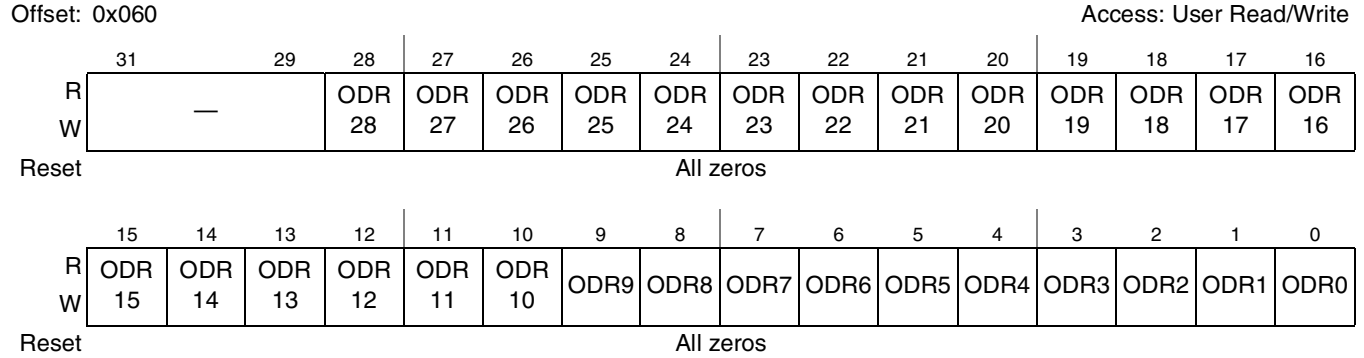 Offset: 0x060 Access: User Read/Write
31 29 28 27 26 25 24 23 22 21 20 19 18 17 16
R — ODR ODR ODR ODR ODR ODR ODR ODR ODR ODR ODR ODR ODR
W 28 27 26 25 24 23 22 21 20 19 18 17 16
Reset All zeros
15 14 13 12 11 10 9 8 7 6 5 4 3 2 1 0
R ODR ODR ODR ODR ODR ODR ODR9 ODR8 ODR7 ODR6 ODR5 ODR4 ODR3 ODR2 ODR1 ODR0
W 15 14 13 12 11 10
Reset All zeros